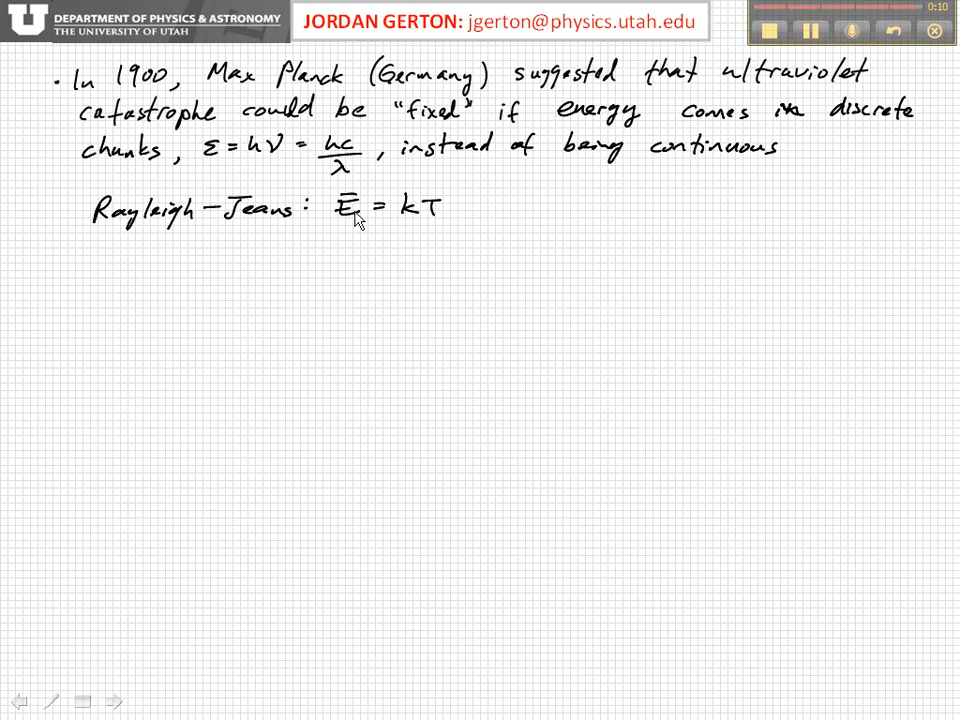 DEPARTMENT OF PHYSICS & ASTRONOMY
THE UNIVERSITY OF UTAH
JORDAN GERTON: jgerton@physics.utah.edu
0:10
• In 1900, Max Planck (Germany) suggested that ultraviolet
catastrophe could be "fixed" if energy comes in discrete
chunks, ε = hν = hc/λ, instead of being continuous
Rayleigh-Jeans: Ē = kT